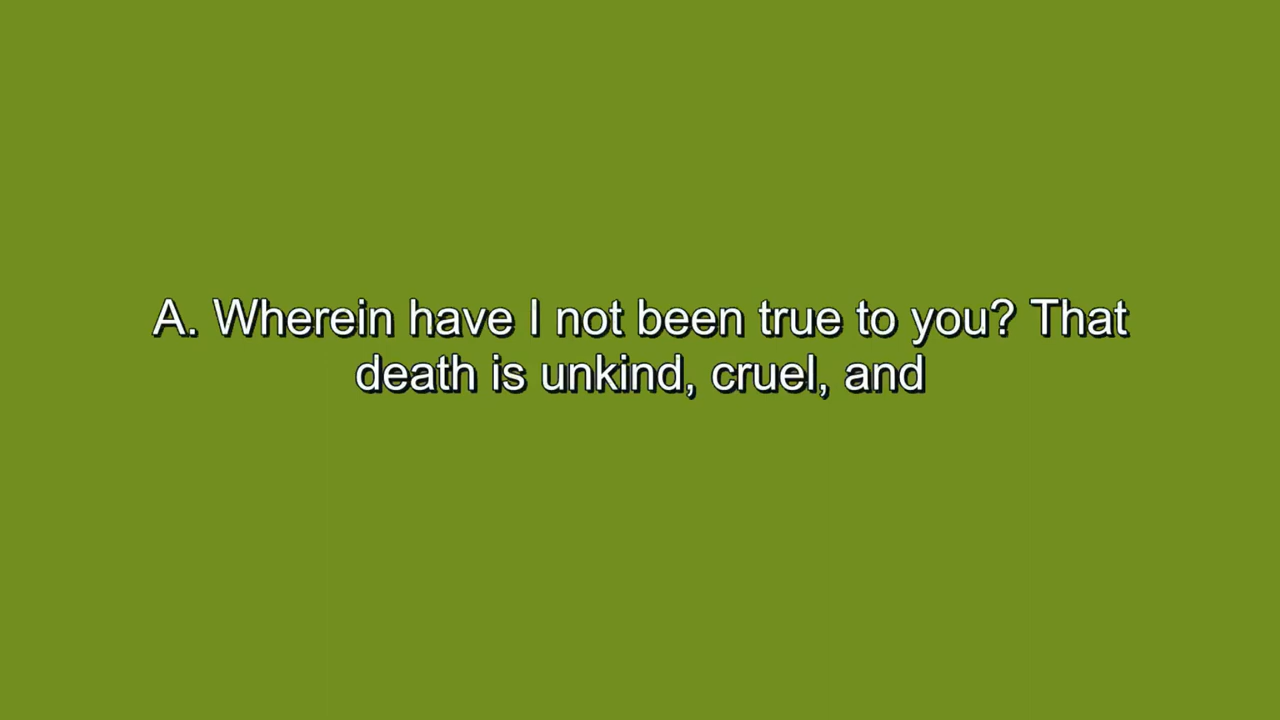 A. Wherein have I not been true to you? That
death is unkind, cruel, and